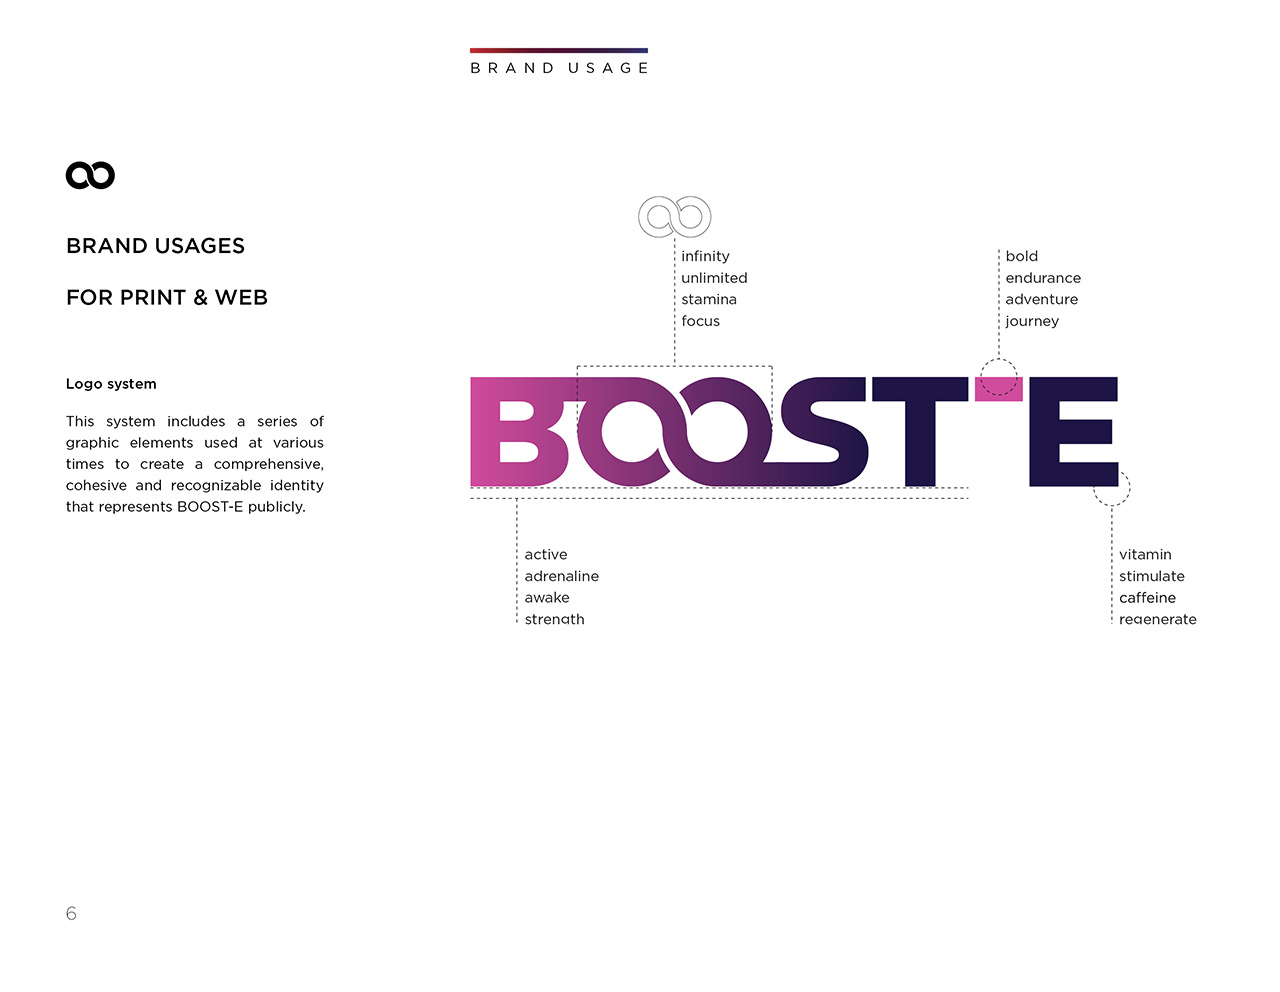 BRAND USAGE
BRAND USAGES
FOR PRINT & WEB
Logo system
This system includes a series of
graphic elements used at various
times to create a comprehensive,
cohesive and recognizable identity
that represents BOOST-E publicly.
infinity
unlimited
stamina
focus
bold
endurance
adventure
journey
BOOST-E
active
adrenaline
awake
strength
vitamin
stimulate
caffeine
regenerate
6